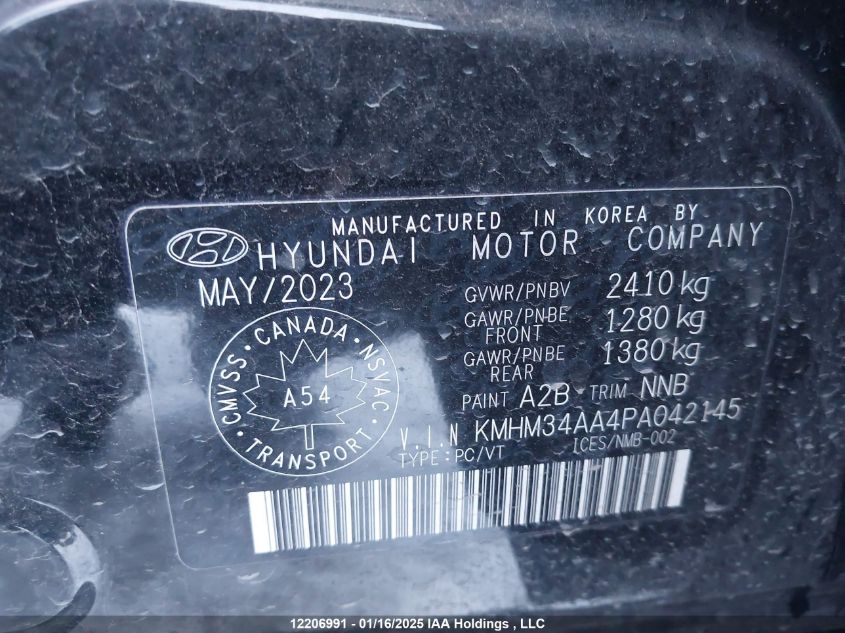 MANUFACTURED IN KOREA BY
HYUNDAI MOTOR COMPANY
MAY/2023
GVWR/PNBV 2410 kg
GAWR/PNBE FRONT 1280 kg
GAWR/PNBE REAR 1380 kg
PAINT A2B TRIM NNB
CMVSS · CANADA · NSVAC
A54
· TRANSPORT ·
V.I.N KMHM34AA4PA042145
TYPE : PC/VT ICES/NMB-002
12206991 - 01/16/2025 IAA Holdings , LLC